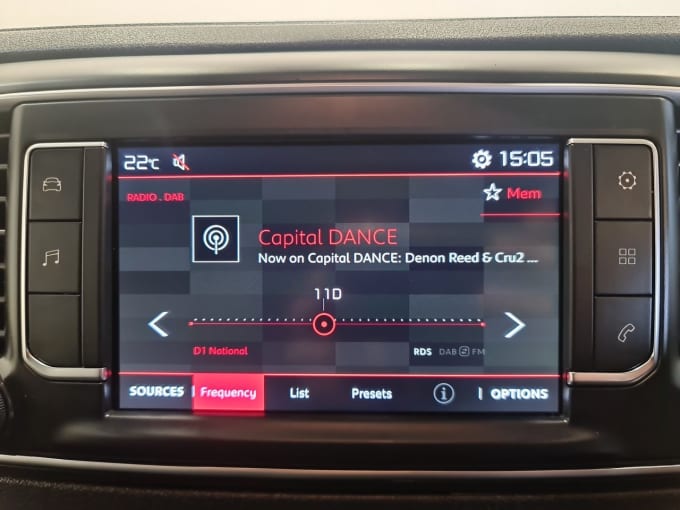 22°C 15:05
RADIO . DAB
Mem
Capital DANCE
Now on Capital DANCE: Denon Reed & Cru2 ...
11D
D1 National
RDS DAB FM
SOURCES Frequency List Presets i OPTIONS